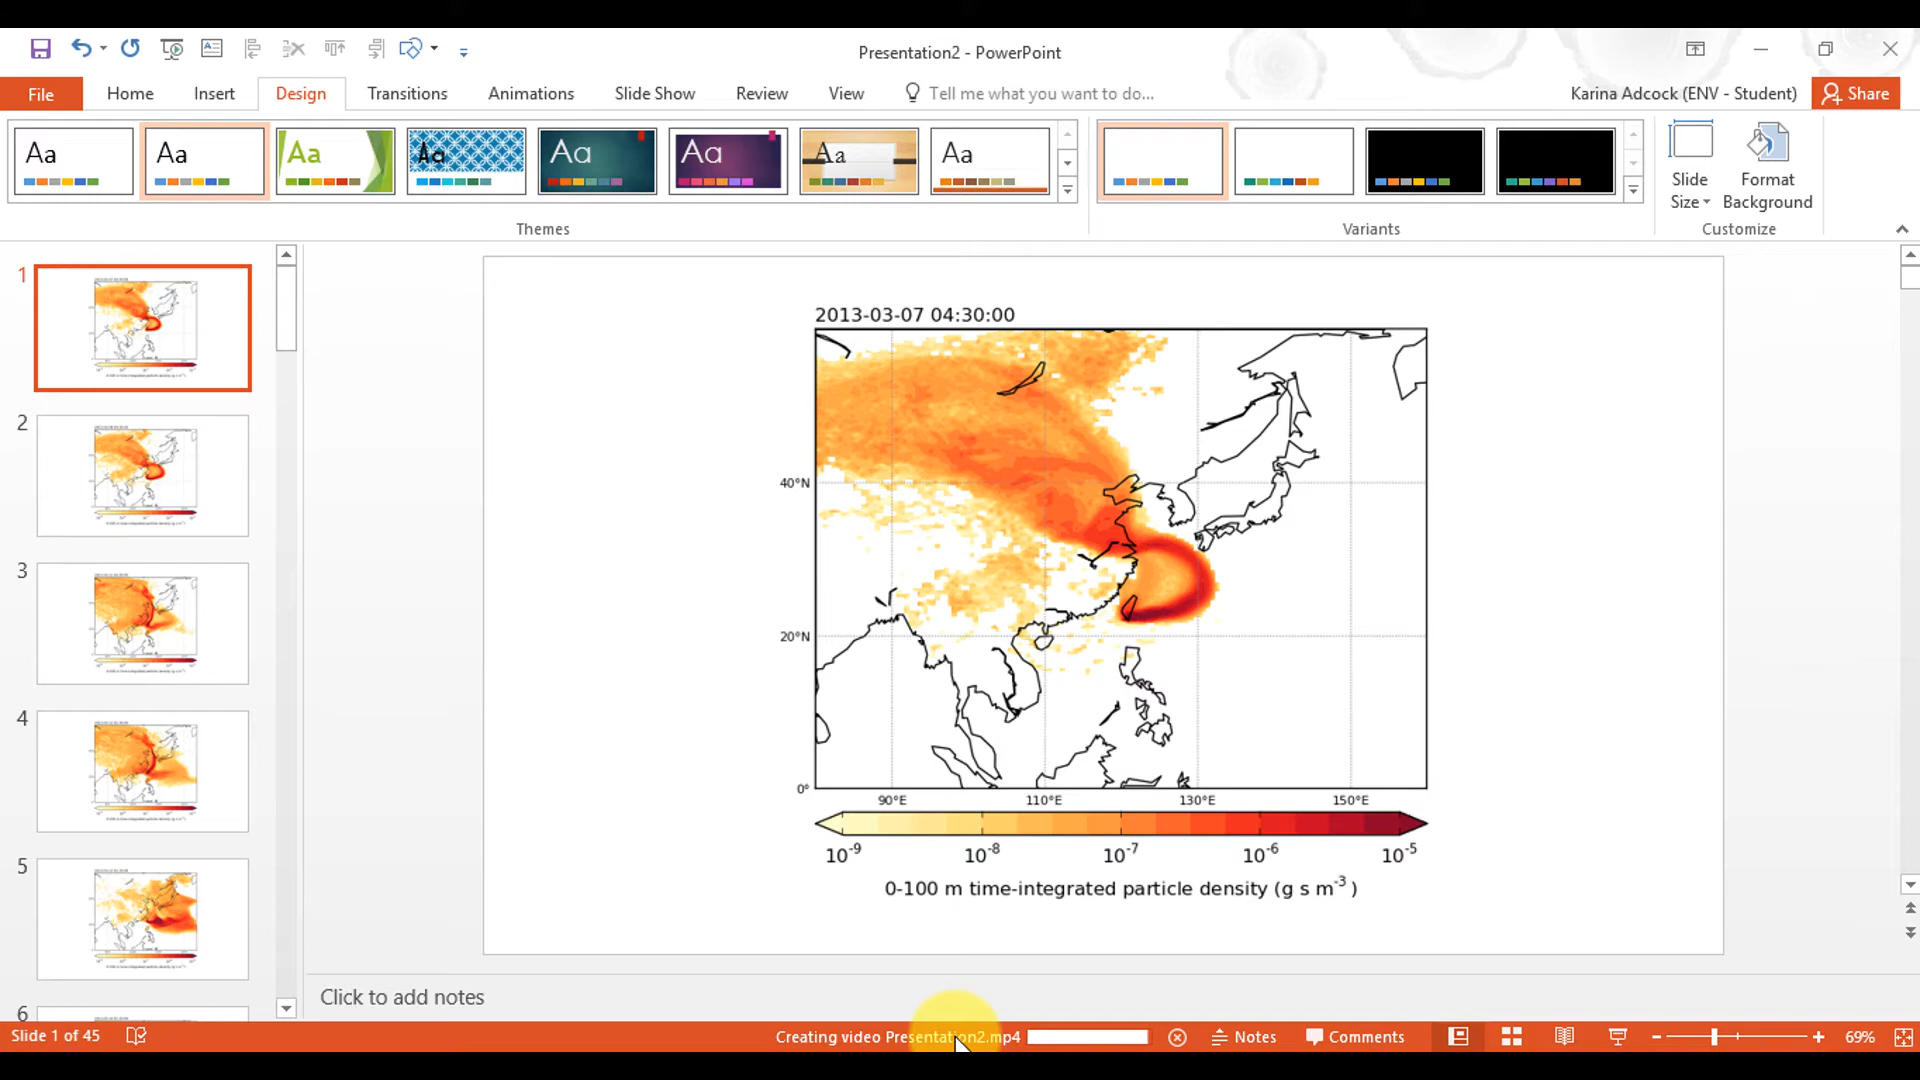 Presentation2 - PowerPoint
File
Home
Insert
Design
Transitions
Animations
Slide Show
Review
View
Tell me what you want to do...
Karina Adcock (ENV - Student)
Share
Aa
Aa
Aa
Aa
Aa
Aa
Aa
Aa
Slide
Size
Format
Background
Themes
Variants
Customize
1
2
3
4
5
6
2013-03-07 04:30:00
40°N
20°N
0°
90°E
110°E
130°E
150°E
10⁻⁹
10⁻⁸
10⁻⁷
10⁻⁶
10⁻⁵
0-100 m time-integrated particle density (g s m⁻³ )
Click to add notes
Slide 1 of 45
Creating video Presentation2.mp4
Notes
Comments
69%